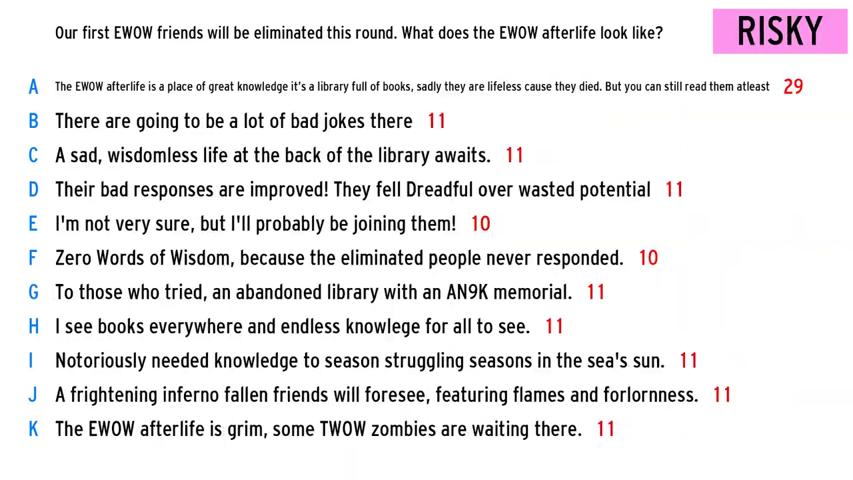 Our first EWOW friends will be eliminated this round. What does the EWOW afterlife look like?
RISKY
A The EWOW afterlife is a place of great knowledge it's a library full of books, sadly they are lifeless cause they died. But you can still read them atleast 29
B There are going to be a lot of bad jokes there 11
C A sad, wisdomless life at the back of the library awaits. 11
D Their bad responses are improved! They fell Dreadful over wasted potential 11
E I'm not very sure, but I'll probably be joining them! 10
F Zero Words of Wisdom, because the eliminated people never responded. 10
G To those who tried, an abandoned library with an AN9K memorial. 11
H I see books everywhere and endless knowlege for all to see. 11
I Notoriously needed knowledge to season struggling seasons in the sea's sun. 11
J A frightening inferno fallen friends will foresee, featuring flames and forlornness. 11
K The EWOW afterlife is grim, some TWOW zombies are waiting there. 11